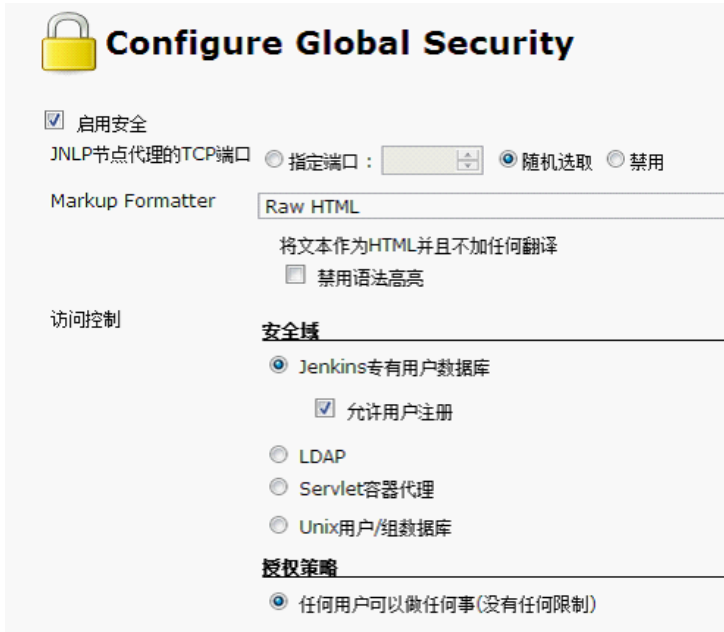 Configure Global Security
启用安全
JNLP节点代理的TCP端口 指定端口： 随机选取 禁用
Markup Formatter Raw HTML
将文本作为HTML并且不加任何翻译
禁用语法高亮
访问控制
安全域
Jenkins专有用户数据库
允许用户注册
LDAP
Servlet容器代理
Unix用户/组数据库
授权策略
任何用户可以做任何事(没有任何限制)